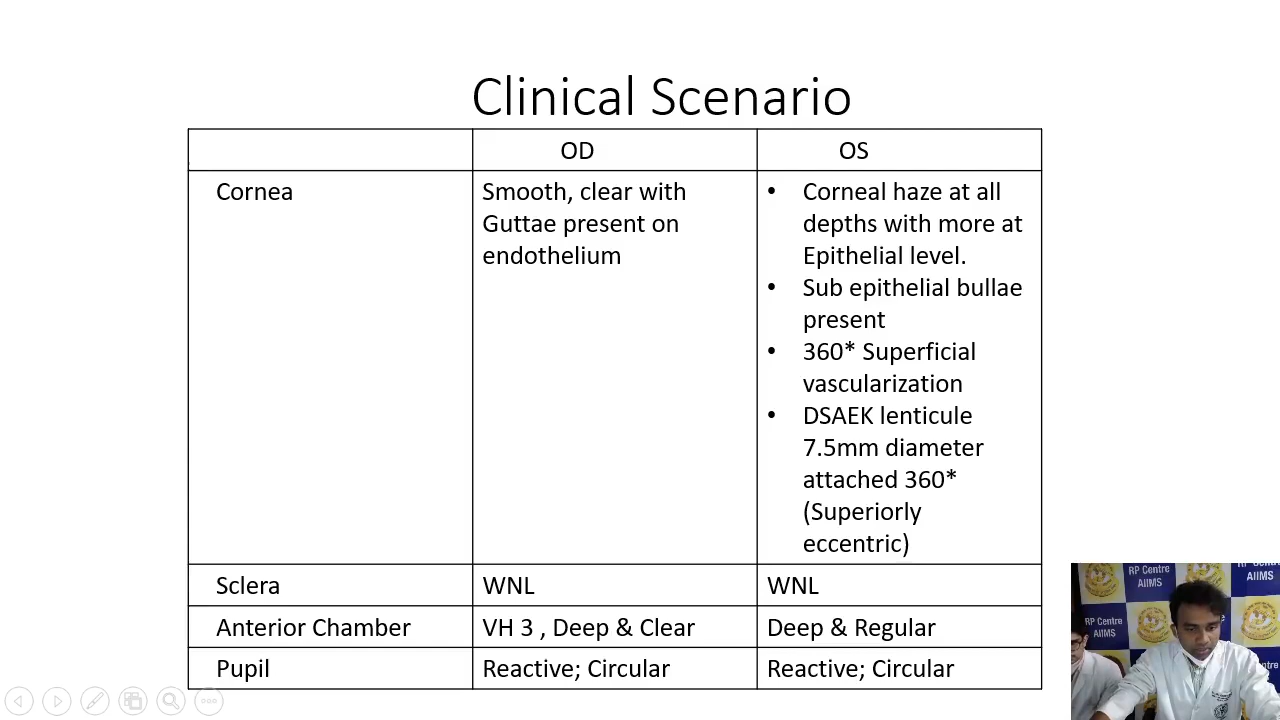 Clinical Scenario
OD
OS
Cornea
Smooth, clear with
Guttae present on
endothelium
• Corneal haze at all
depths with more at
Epithelial level.
• Sub epithelial bullae
present
• 360* Superficial
vascularization
• DSAEK lenticule
7.5mm diameter
attached 360*
(Superiorly
eccentric)
Sclera
WNL
WNL
Anterior Chamber
VH 3 , Deep & Clear
Deep & Regular
Pupil
Reactive; Circular
Reactive; Circular
RP Centre
AIIMS
RP Centre
AIIMS
AIIMS